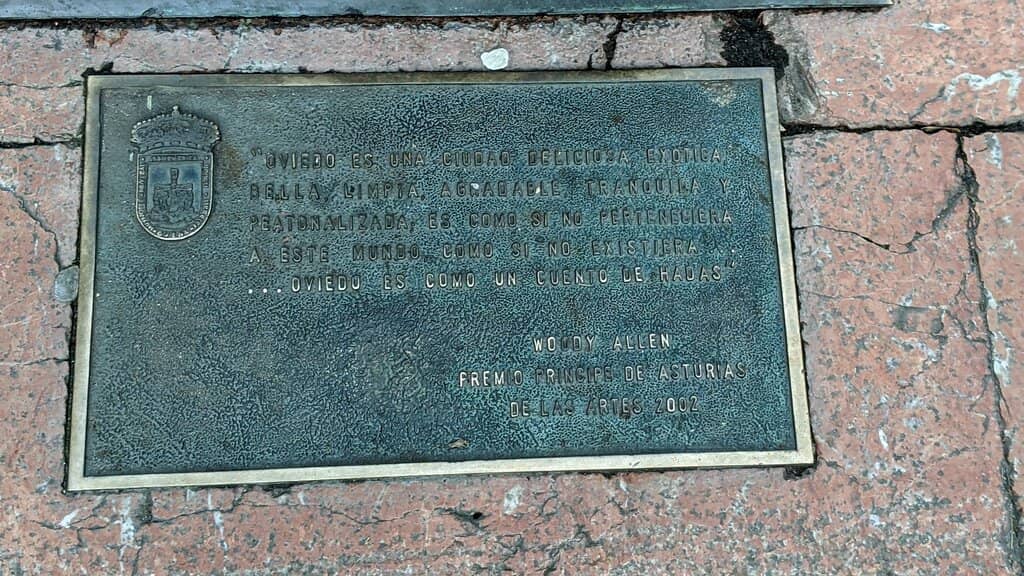 "OVIEDO ES UNA CIUDAD DELICIOSA, EXOTICA,
BELLA, LIMPIA, AGRADABLE, TRANQUILA Y
PEATONALIZADA; ES COMO SI NO PERTENECIERA
A ESTE MUNDO, COMO SI NO EXISTIERA...
...OVIEDO ES COMO UN CUENTO DE HADAS"
WOODY ALLEN
PREMIO PRINCIPE DE ASTURIAS
DE LAS ARTES 2002